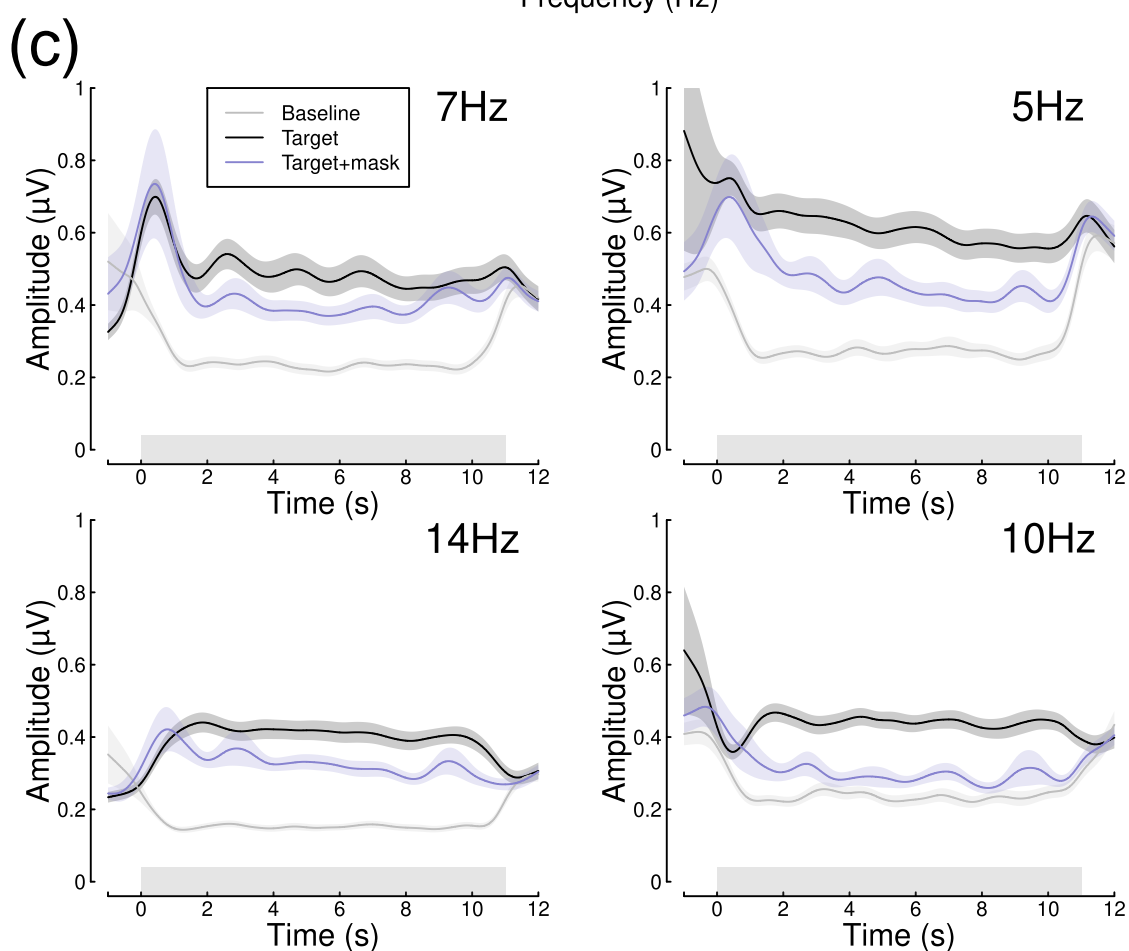 Frequency (Hz)
(c)
7Hz
1
0.8
0.6
0.4
0.2
0
Amplitude (µV)
Baseline
Target
Target+mask
0 2 4 6 8 10 12
Time (s)
5Hz
1
0.8
0.6
0.4
0.2
0
Amplitude (µV)
0 2 4 6 8 10 12
Time (s)
14Hz
1
0.8
0.6
0.4
0.2
0
Amplitude (µV)
0 2 4 6 8 10 12
Time (s)
10Hz
1
0.8
0.6
0.4
0.2
0
Amplitude (µV)
0 2 4 6 8 10 12
Time (s)